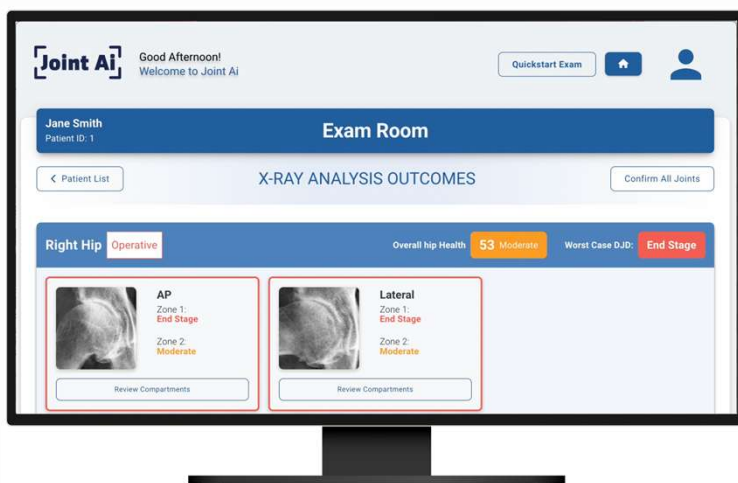 Joint Ai
Good Afternoon!
Welcome to Joint Ai
Quickstart Exam
Jane Smith
Patient ID: 1
Exam Room
Patient List
X-RAY ANALYSIS OUTCOMES
Confirm All Joints
Right Hip Operative
Overall hip Health 53 Moderate
Worst Case DJD: End Stage
AP
Zone 1:
End Stage
Zone 2:
Moderate
Review Compartments
Lateral
Zone 1:
End Stage
Zone 2:
Moderate
Review Compartments